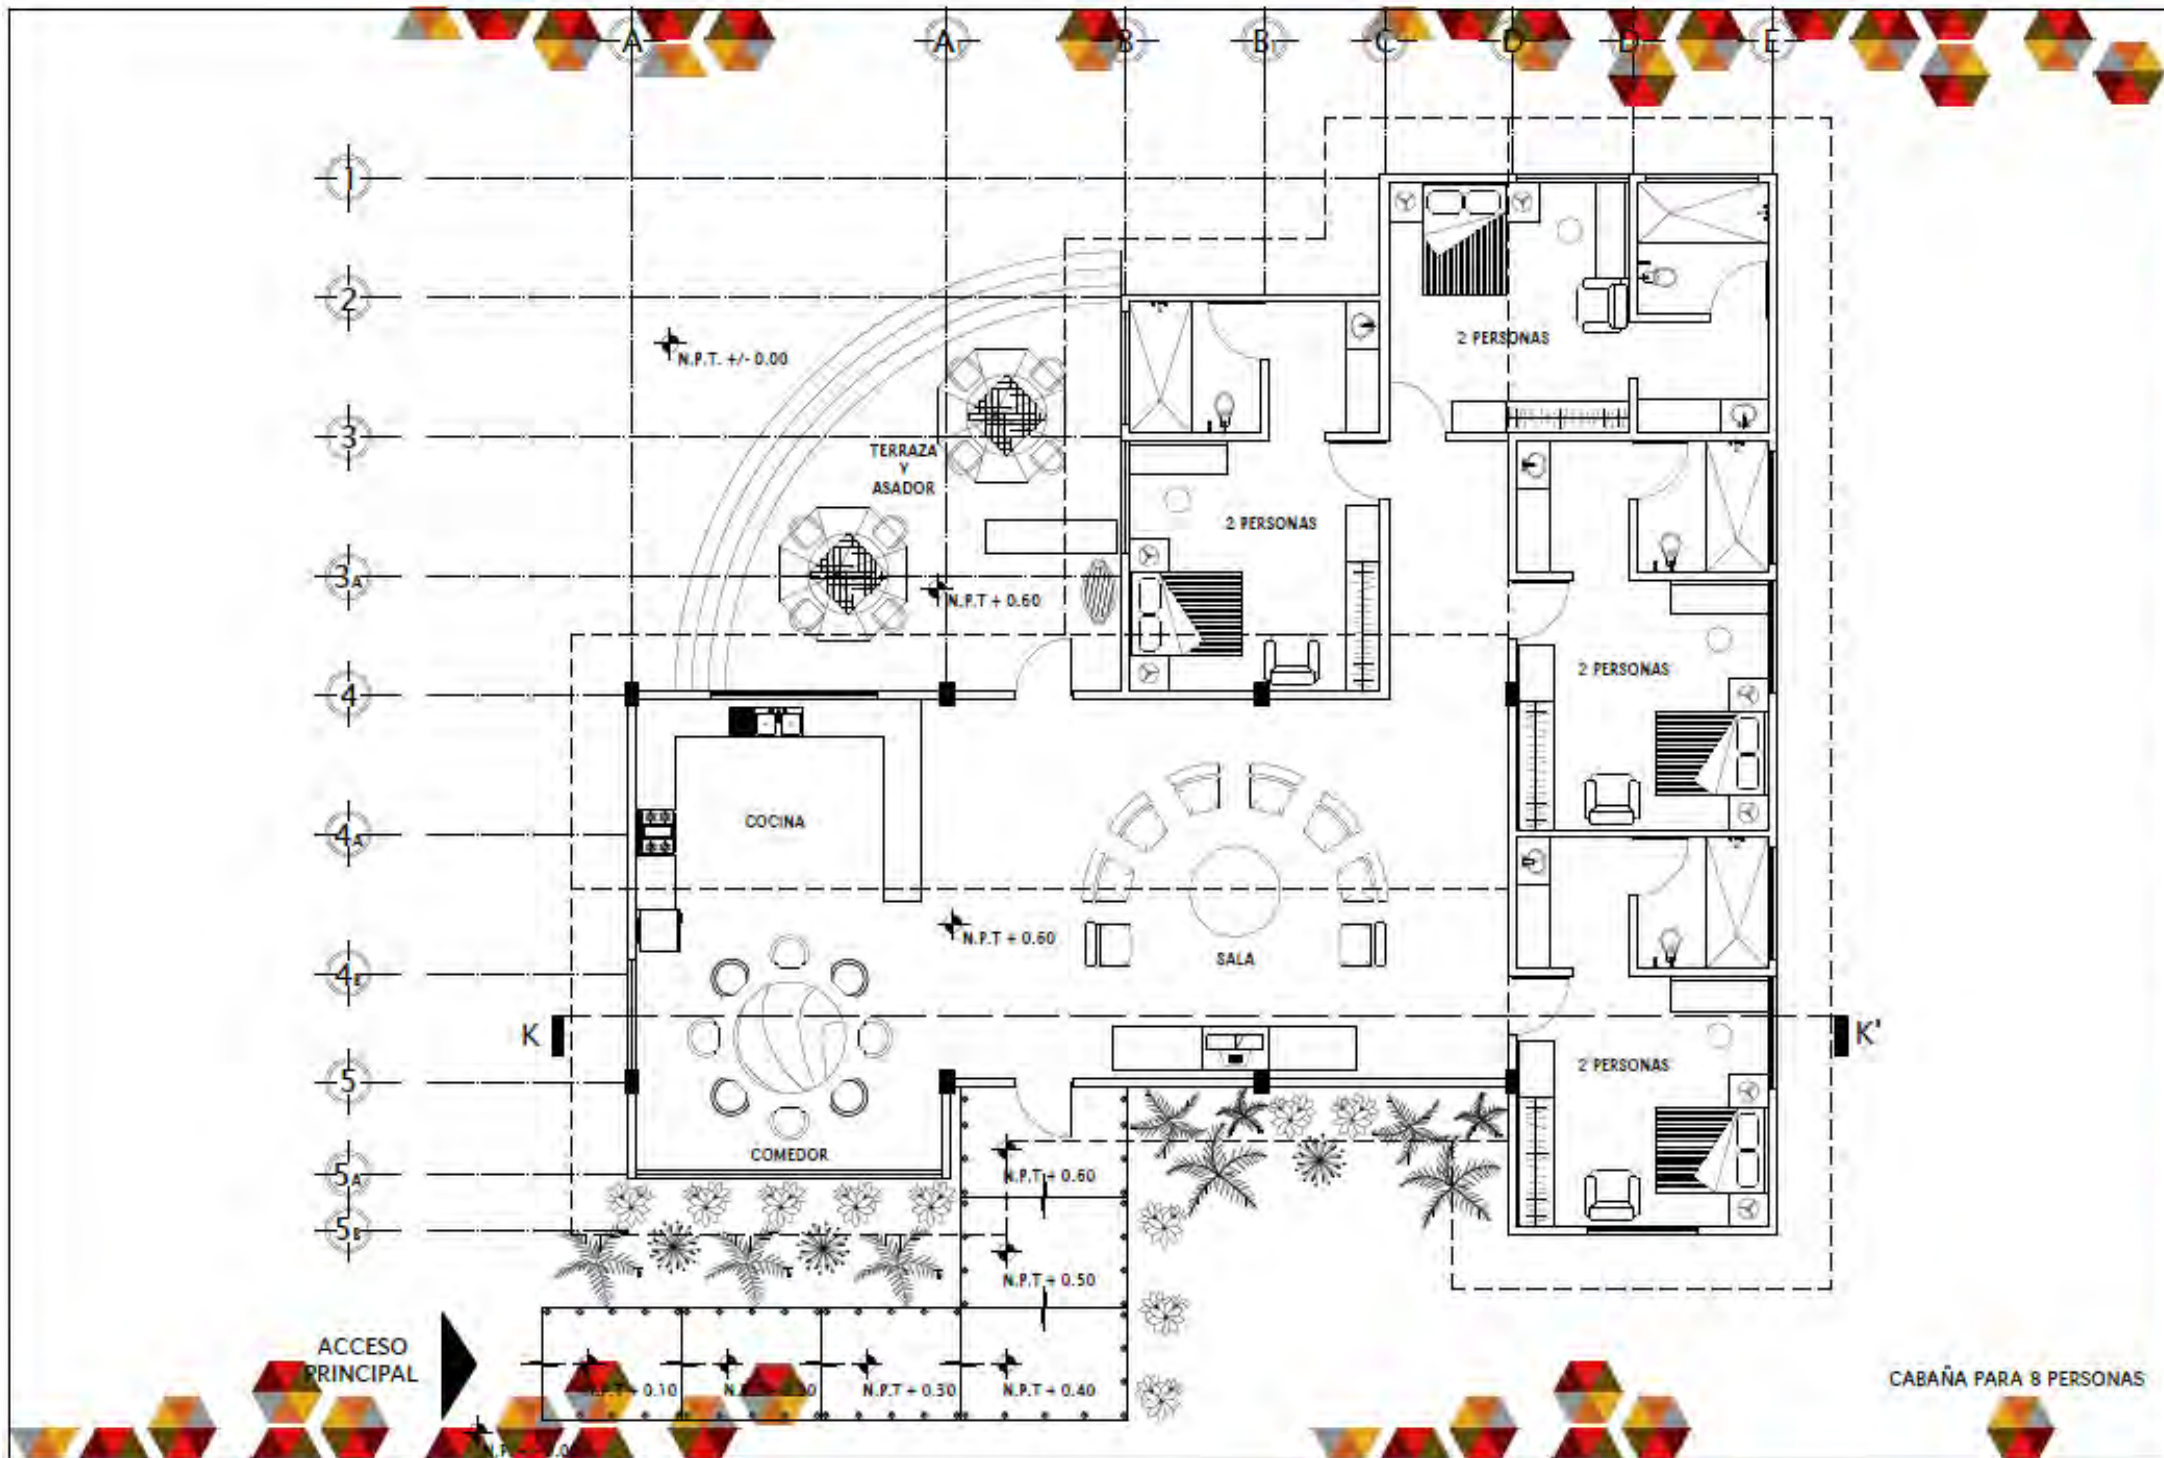 A A B B C D D E
1
2
N.P.T. +/- 0.00
2 PERSONAS
3
TERRAZA
Y
ASADOR
2 PERSONAS
3A
N.P.T + 0.60
2 PERSONAS
4
COCINA
4A
N.P.T + 0.60
SALA
4B
K
K'
2 PERSONAS
5
COMEDOR
5A
N.P.T + 0.60
5B
N.P.T + 0.50
ACCESO
PRINCIPAL
N.P.T + 0.10
N.P.T + 0.30
N.P.T + 0.40
CABAÑA PARA 8 PERSONAS